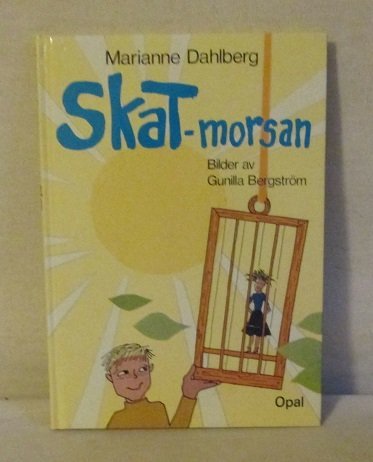 Marianne Dahlberg
SkaT-morsan
Bilder av
Gunilla Bergström
Opal